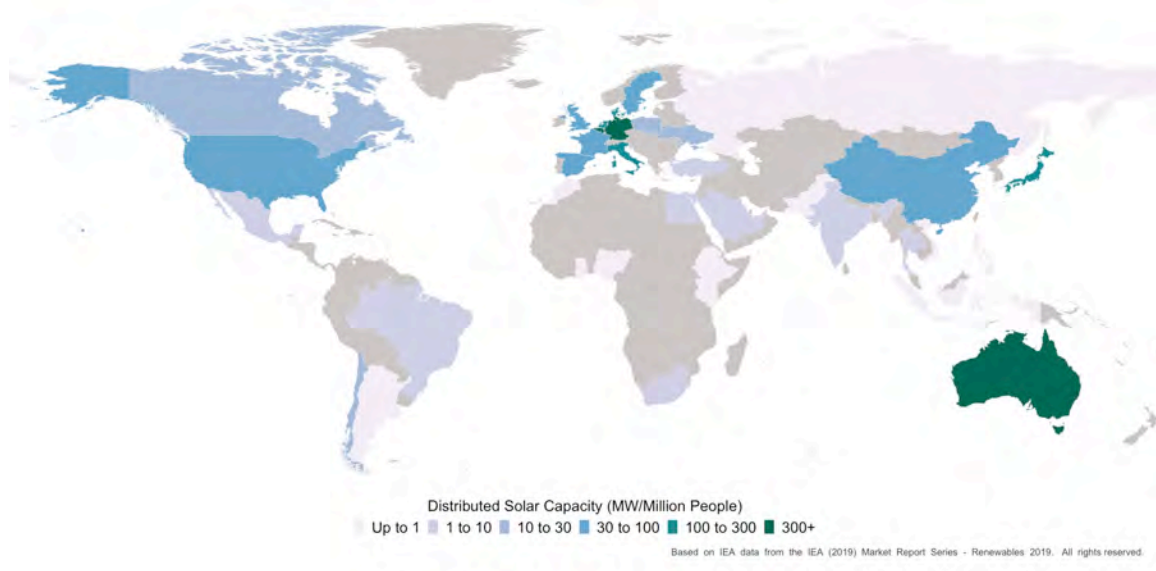 Distributed Solar Capacity (MW/Million People)
Up to 1 1 to 10 10 to 30 30 to 100 100 to 300 300+
Based on IEA data from the IEA (2019) Market Report Series - Renewables 2019. All rights reserved.